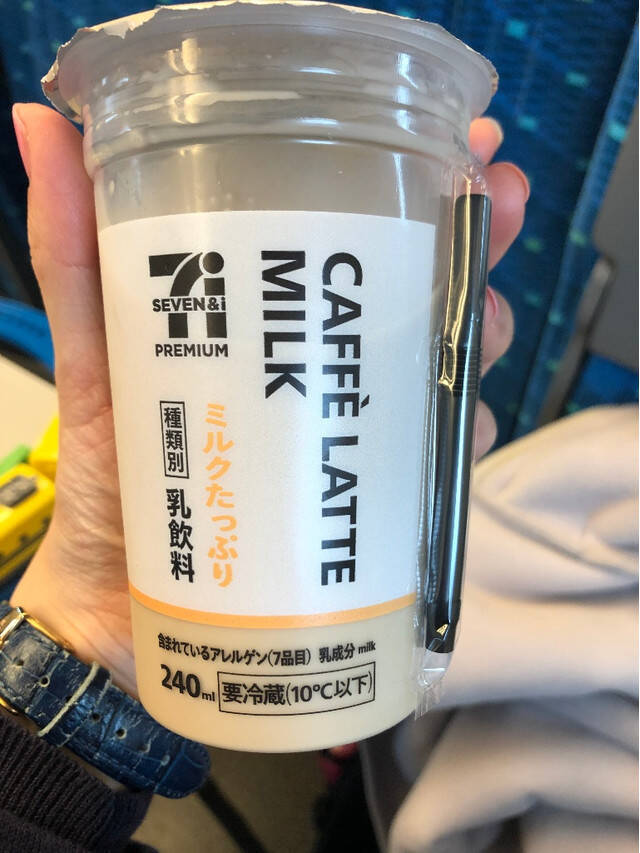 7i
SEVEN&i
PREMIUM
CAFFÈ LATTE
MILK
ミルクたっぷり
種類別 乳飲料
含まれているアレルゲン(7品目) 乳成分 milk
240ml 要冷蔵(10℃以下)